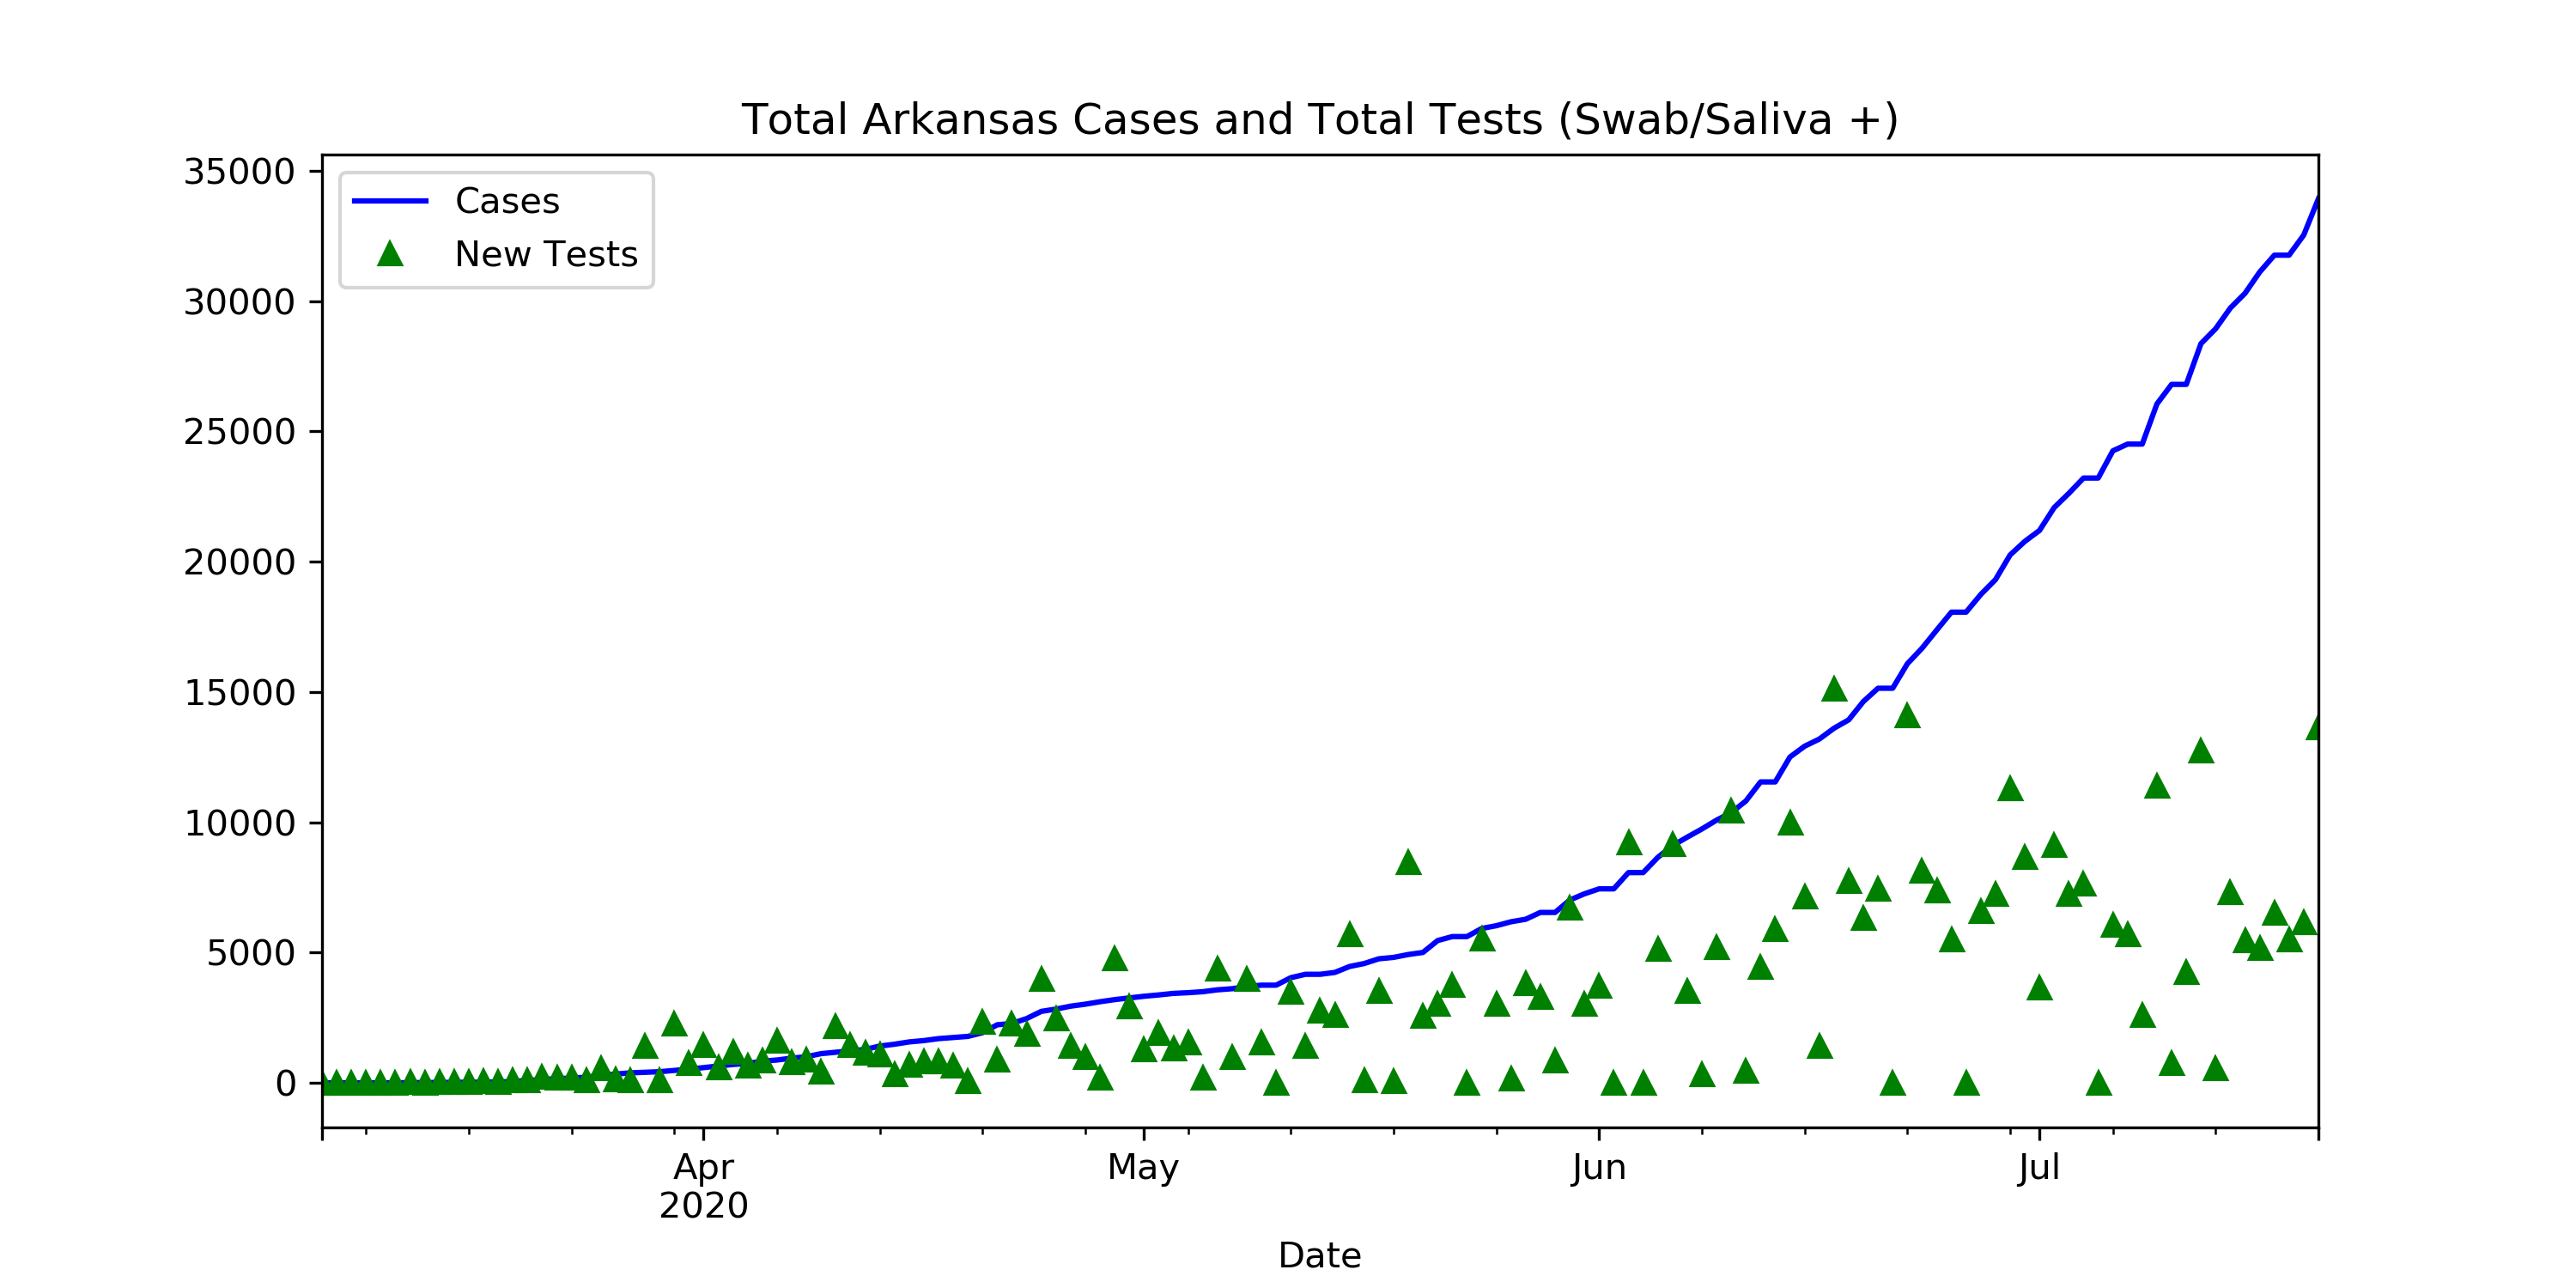 Total Arkansas Cases and Total Tests (Swab/Saliva +)
35000
30000
25000
20000
15000
10000
5000
0
Cases
New Tests
Apr
2020
May
Jun
Jul
Date